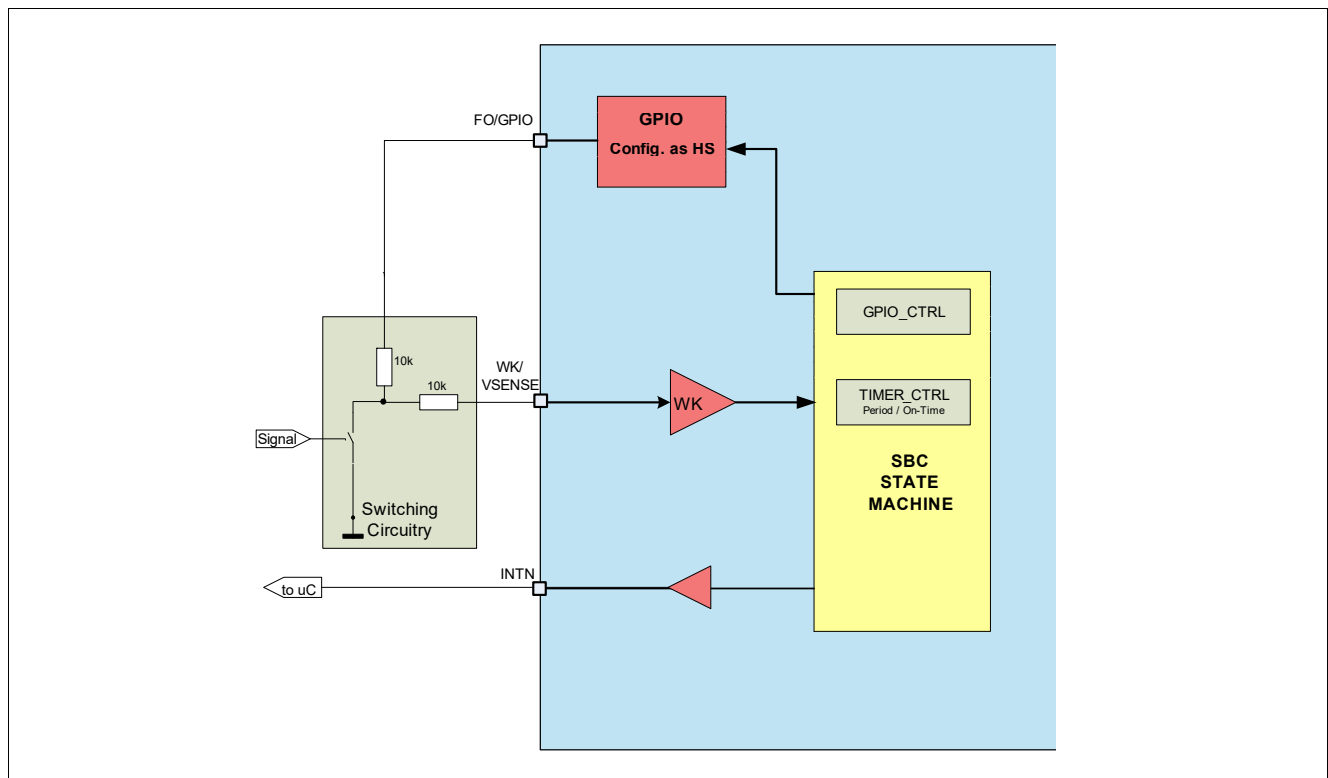 FO/GPIO
GPIO
Config. as HS
GPIO_CTRL
10k
10k
WK/
VSENSE
WK
TIMER_CTRL
Period / On-Time
Signal
SBC
STATE
MACHINE
Switching
Circuitry
INTN
to uC